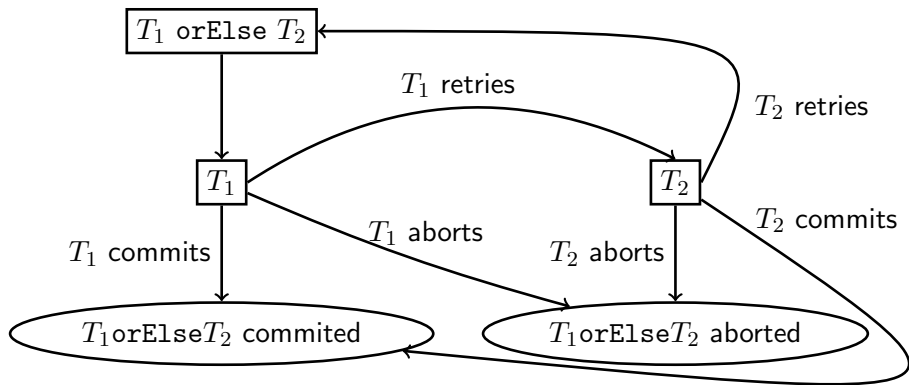 T₁ orElse T₂
T₁ retries
T₂ retries
T₁
T₂
T₁ commits
T₁ aborts
T₂ aborts
T₂ commits
T₁orElseT₂ commited
T₁orElseT₂ aborted